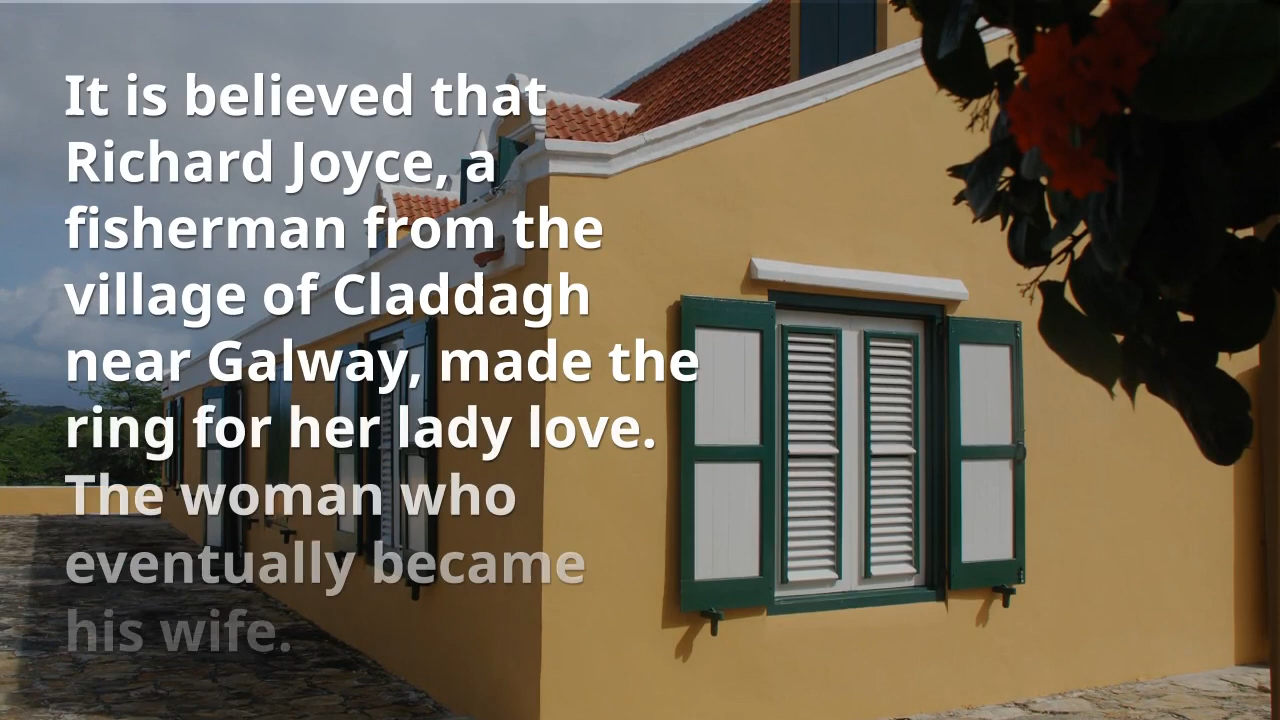 It is believed that
Richard Joyce, a
fisherman from the
village of Claddagh
near Galway, made the
ring for her lady love.
The woman who
eventually became
his wife.